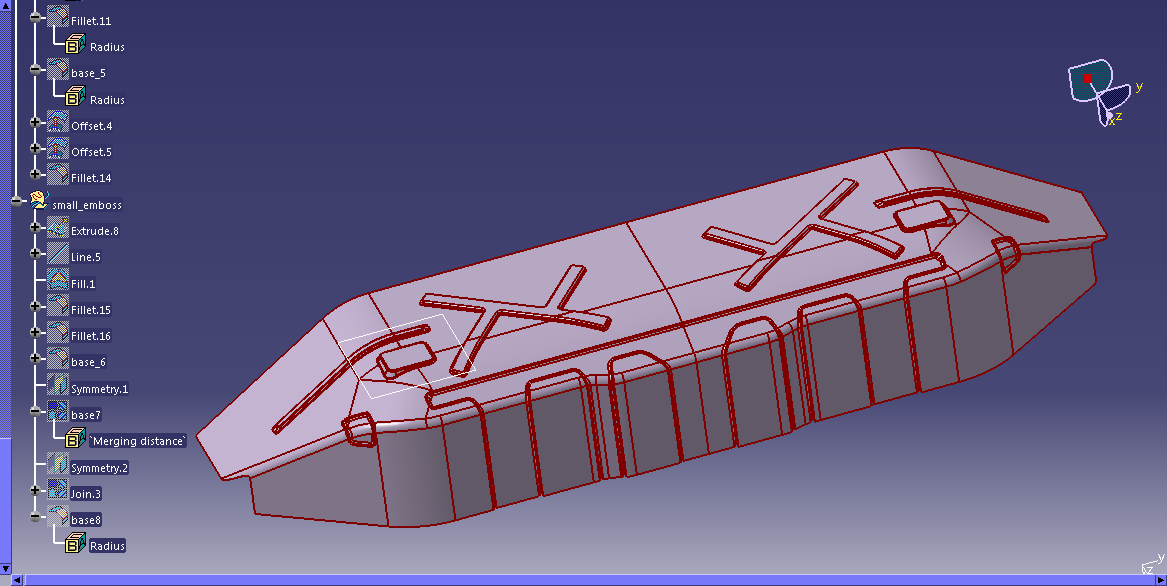 Fillet.11
Radius
base_5
Radius
Offset.4
Offset.5
Fillet.14
small_emboss
Extrude.8
Line.5
Fill.1
Fillet.15
Fillet.16
base_6
Symmetry.1
base7
`Merging distance`
Symmetry.2
Join.3
base8
Radius
y
z
x
y
z